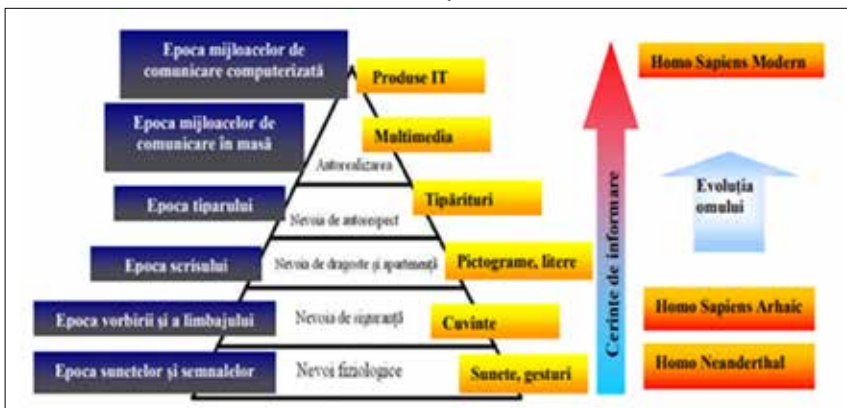 Epoca mijloacelor de
comunicare computerizată
Produse IT
Homo Sapiens Modern
Epoca mijloacelor de
comunicare în masă
Multimedia
Autorealizarea
Epoca tiparului
Tipărituri
Nevoia de autorespect
Cerințe de informare
Evoluția
omului
Epoca scrisului
Nevoia de dragoste și apartenență
Pictograme, litere
Epoca vorbirii și a limbajului
Nevoia de siguranță
Cuvinte
Homo Sapiens Arhaic
Epoca sunetelor și semnalelor
Nevoi fiziologice
Sunete, gesturi
Homo Neanderthal